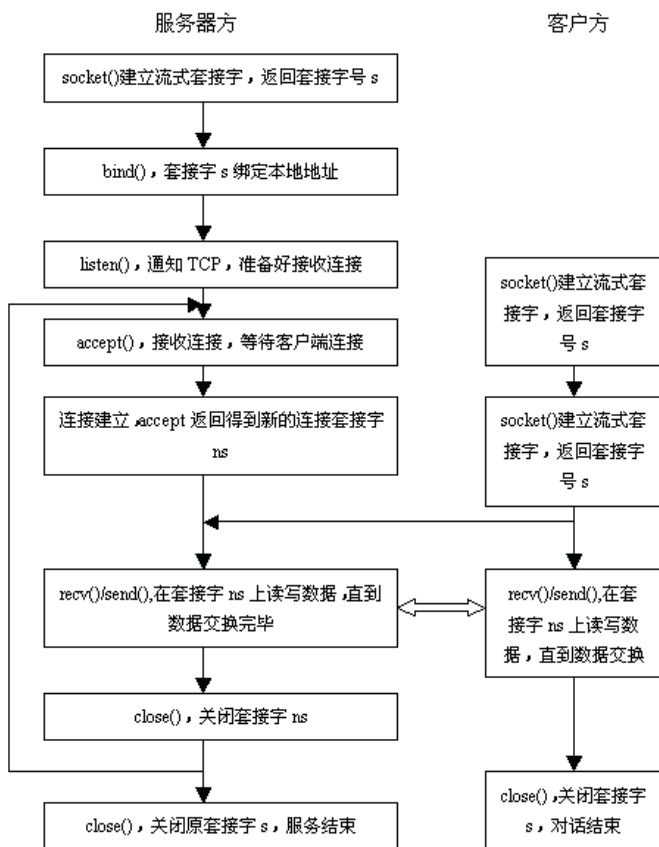 服务器方
客户方
socket()建立流式套接字，返回套接字号 s
bind()，套接字 s 绑定本地地址
listen()，通知 TCP，准备好接收连接
accept()，接收连接，等待客户端连接
连接建立,accept 返回得到新的连接套接字
ns
recv()/send(),在套接字 ns 上读写数据,直到
数据交换完毕
close()，关闭套接字 ns
close()，关闭原套接字 s，服务结束
socket()建立流式套
接字，返回套接字
号 s
socket()建立流式套
接字，返回套接字
号 s
recv()/send(),在套
接字 ns 上读写数
据，直到数据交换
close(),关闭套接字
s，对话结束